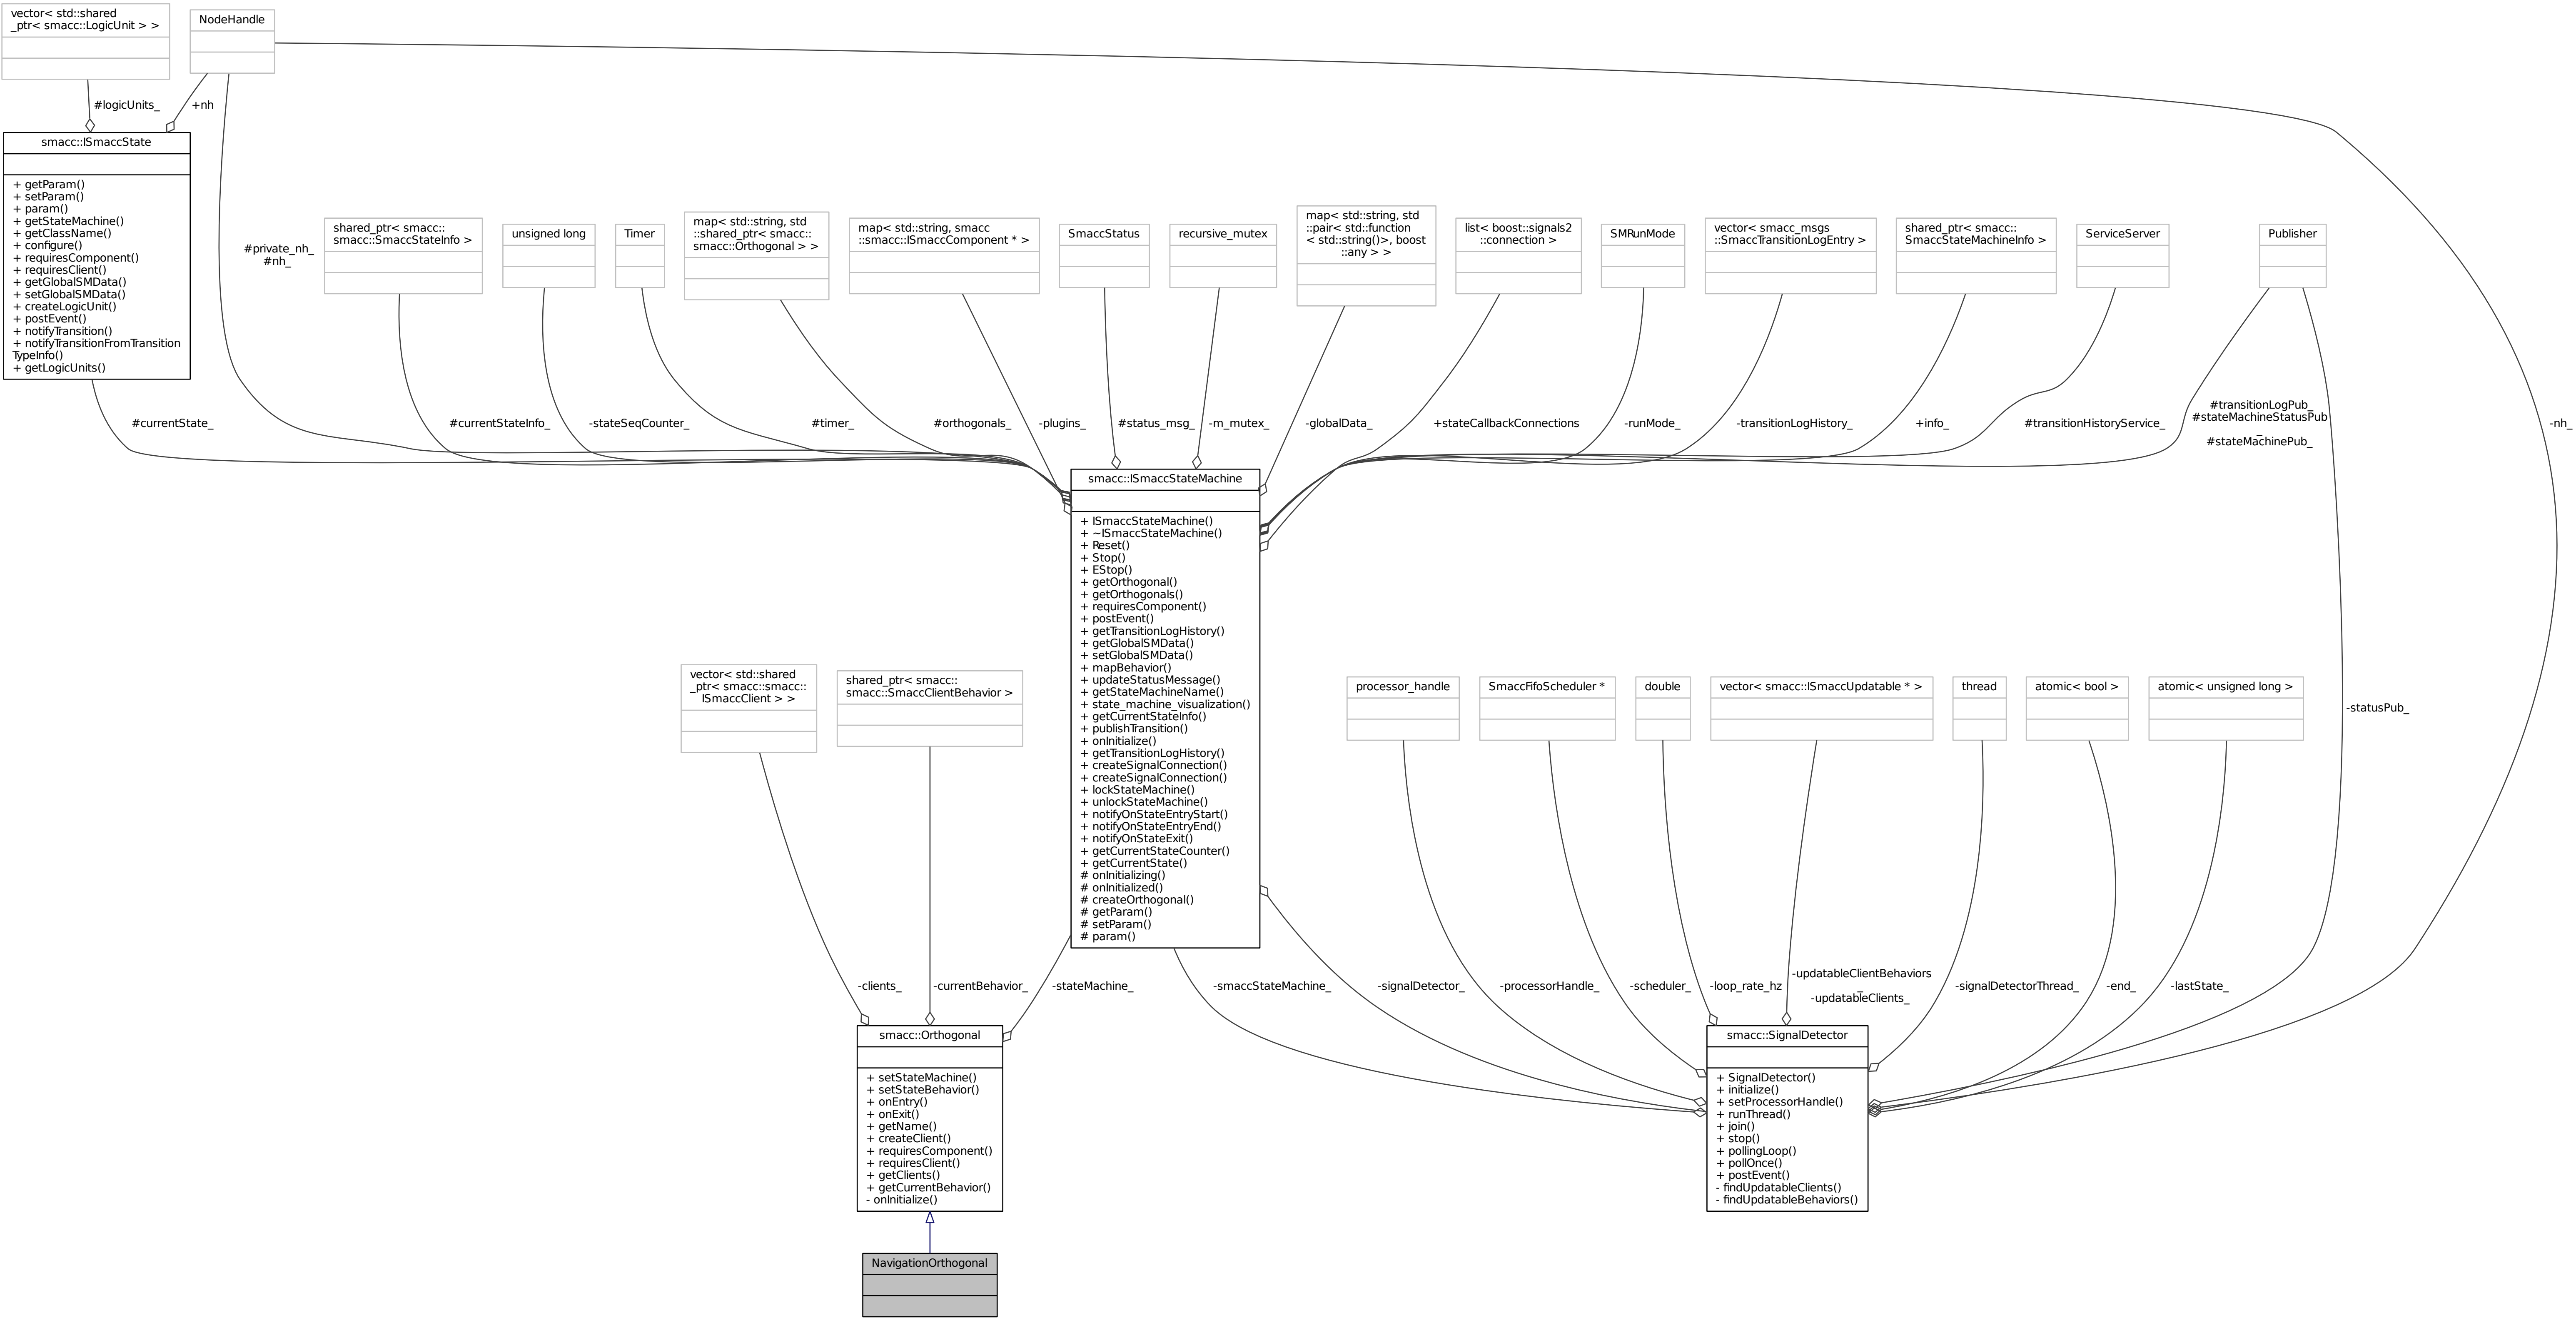 vector< std::shared
_ptr< smacc::LogicUnit > >
NodeHandle
#logicUnits_
+nh
smacc::ISmaccState
+ getParam()
+ setParam()
+ param()
+ getStateMachine()
+ getClassName()
+ configure()
+ requiresComponent()
+ requiresClient()
+ getGlobalSMData()
+ setGlobalSMData()
+ createLogicUnit()
+ postEvent()
+ notifyTransition()
+ notifyTransitionFromTransition
TypeInfo()
+ getLogicUnits()
#private_nh_
#nh_
shared_ptr< smacc::
smacc::SmaccStateInfo >
unsigned long
Timer
map< std::string, std
::shared_ptr< smacc::
smacc::Orthogonal > >
map< std::string, smacc
::smacc::ISmaccComponent * >
SmaccStatus
recursive_mutex
map< std::string, std
::pair< std::function
< std::string()>, boost
::any > >
list< boost::signals2
::connection >
SMRunMode
vector< smacc_msgs
::SmaccTransitionLogEntry >
shared_ptr< smacc::
SmaccStateMachineInfo >
ServiceServer
Publisher
#currentState_
#currentStateInfo_
-stateSeqCounter_
#timer_
#orthogonals_
-plugins_
#status_msg_
-m_mutex_
-globalData_
+stateCallbackConnections
-runMode_
-transitionLogHistory_
+info_
#transitionHistoryService_
#transitionLogPub_
#stateMachineStatusPub
_
#stateMachinePub_
-nh_
smacc::ISmaccStateMachine
+ ISmaccStateMachine()
+ ~ISmaccStateMachine()
+ Reset()
+ Stop()
+ EStop()
+ getOrthogonal()
+ getOrthogonals()
+ requiresComponent()
+ postEvent()
+ getTransitionLogHistory()
+ getGlobalSMData()
+ setGlobalSMData()
+ mapBehavior()
+ updateStatusMessage()
+ getStateMachineName()
+ state_machine_visualization()
+ getCurrentStateInfo()
+ publishTransition()
+ onInitialize()
+ getTransitionLogHistory()
+ createSignalConnection()
+ createSignalConnection()
+ lockStateMachine()
+ unlockStateMachine()
+ notifyOnStateEntryStart()
+ notifyOnStateEntryEnd()
+ notifyOnStateExit()
+ getCurrentStateCounter()
+ getCurrentState()
# onInitializing()
# onInitialized()
# createOrthogonal()
# getParam()
# setParam()
# param()
vector< std::shared
_ptr< smacc::smacc::
ISmaccClient > >
shared_ptr< smacc::
smacc::SmaccClientBehavior >
processor_handle
SmaccFifoScheduler *
double
vector< smacc::ISmaccUpdatable * >
thread
atomic< bool >
atomic< unsigned long >
-statusPub_
-clients_
-currentBehavior_
-stateMachine_
-smaccStateMachine_
-signalDetector_
-processorHandle_
-scheduler_
-loop_rate_hz
-updatableClientBehaviors
_
-updatableClients_
-signalDetectorThread_
-end_
-lastState_
smacc::Orthogonal
+ setStateMachine()
+ setStateBehavior()
+ onEntry()
+ onExit()
+ getName()
+ createClient()
+ requiresComponent()
+ requiresClient()
+ getClients()
+ getCurrentBehavior()
- onInitialize()
smacc::SignalDetector
+ SignalDetector()
+ initialize()
+ setProcessorHandle()
+ runThread()
+ join()
+ stop()
+ pollingLoop()
+ pollOnce()
+ postEvent()
- findUpdatableClients()
- findUpdatableBehaviors()
NavigationOrthogonal